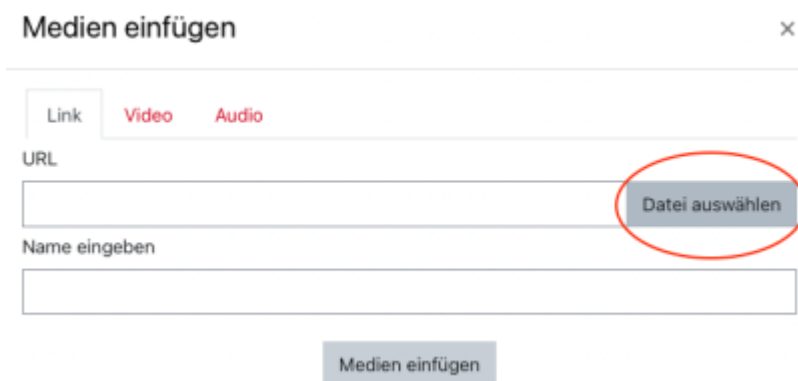 Medien einfügen ×
Link Video Audio
URL
Datei auswählen
Name eingeben
Medien einfügen